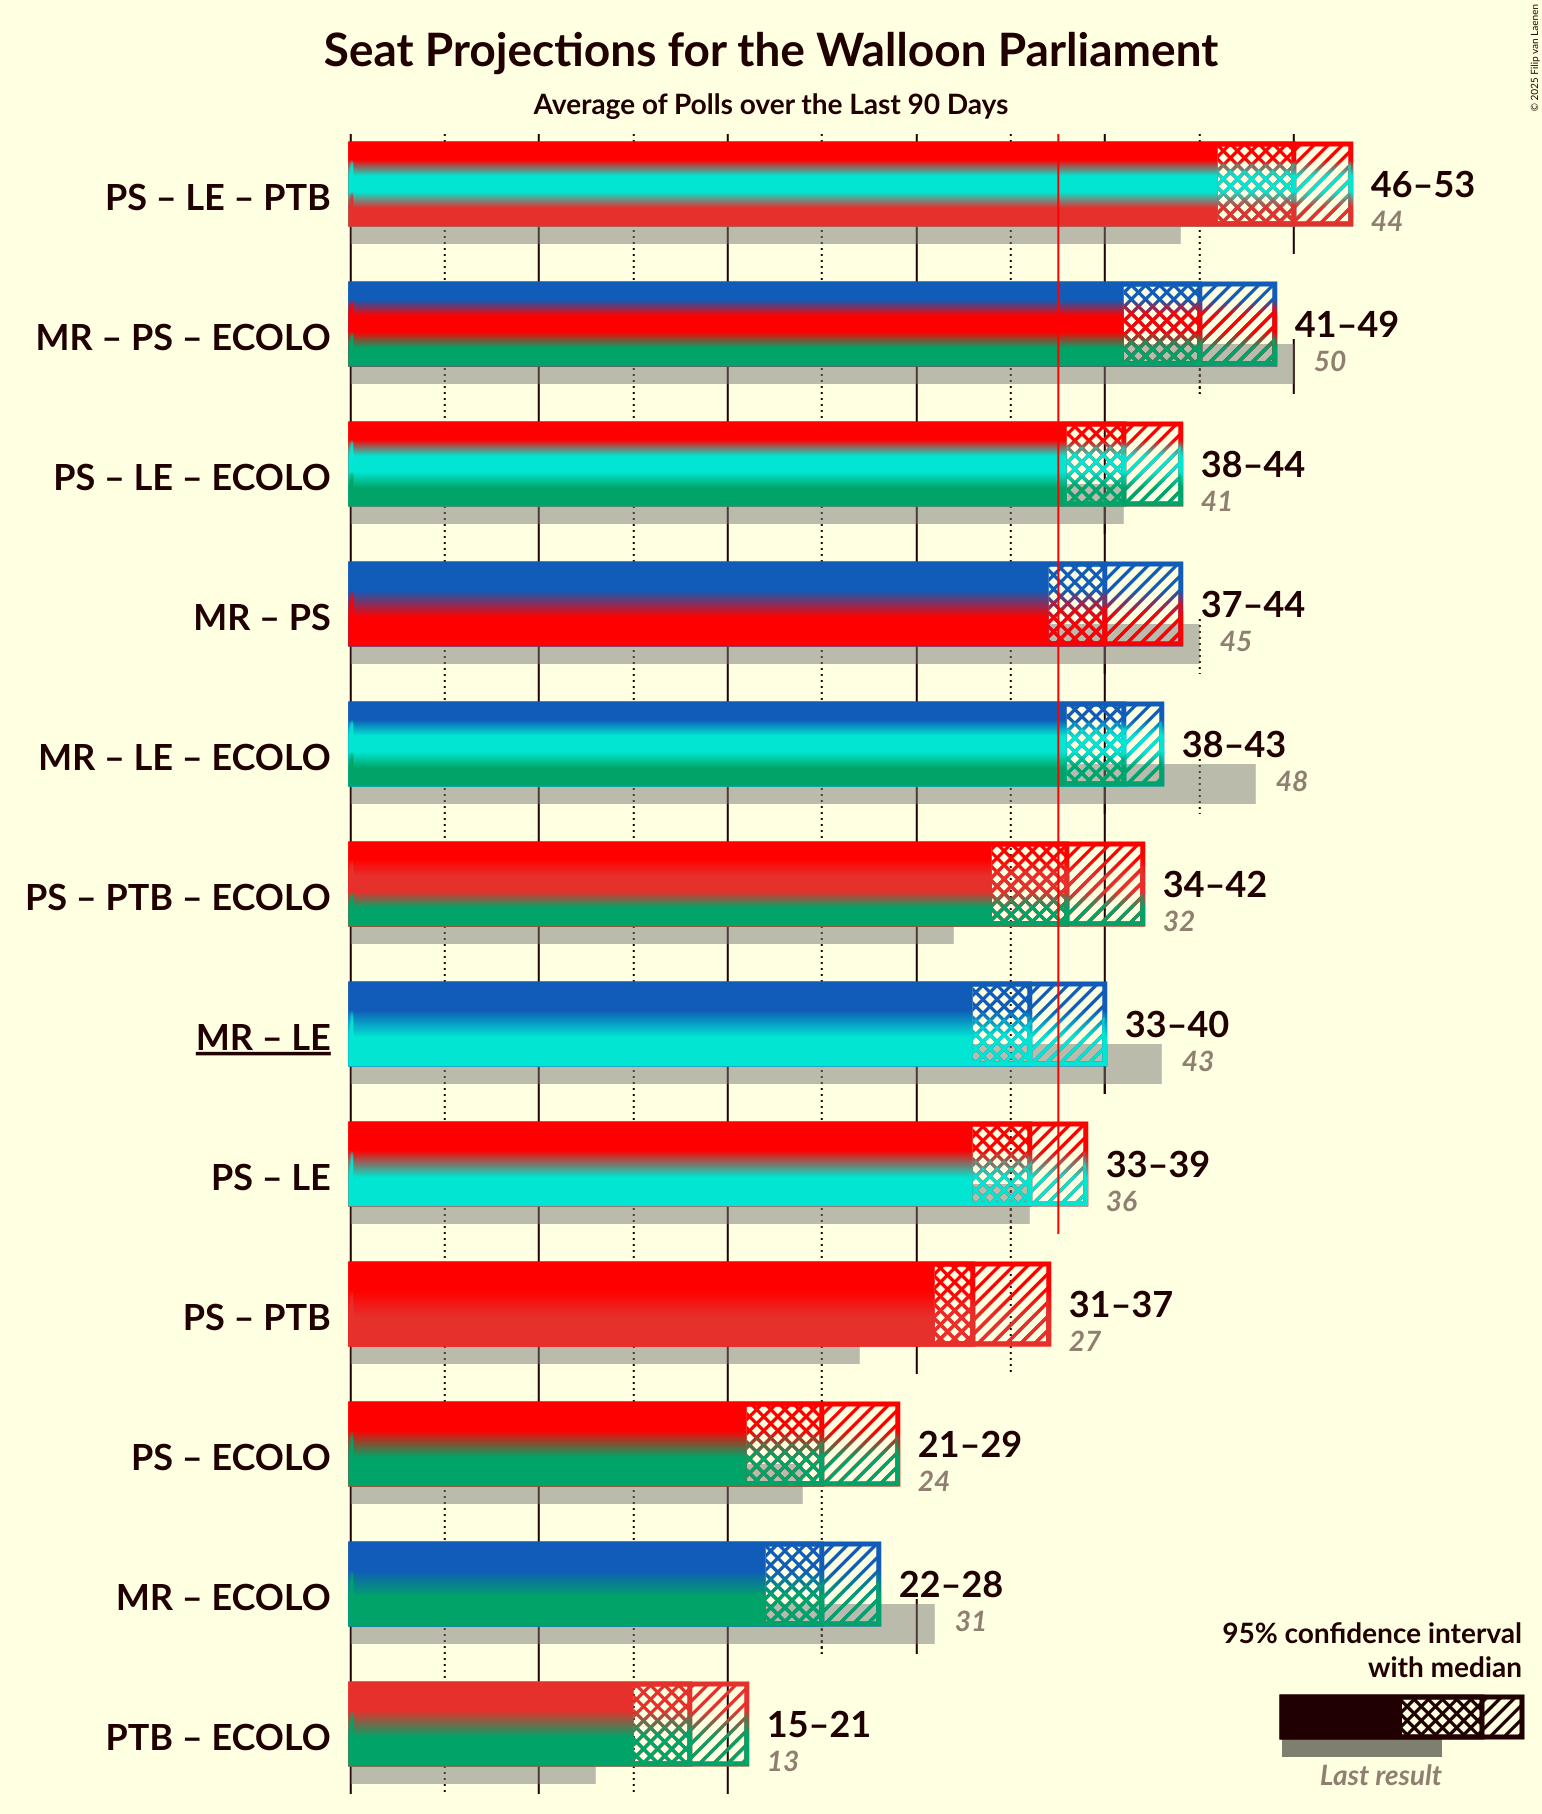 © 2025 Filip van Laenen
Seat Projections for the Walloon Parliament
Average of Polls over the Last 90 Days
PS – LE – PTB
46–53
44
MR – PS – ECOLO
41–49
50
PS – LE – ECOLO
38–44
41
MR – PS
37–44
45
MR – LE – ECOLO
38–43
48
PS – PTB – ECOLO
34–42
32
MR – LE
33–40
43
PS – LE
33–39
36
PS – PTB
31–37
27
PS – ECOLO
21–29
24
MR – ECOLO
22–28
31
PTB – ECOLO
15–21
13
95% confidence interval
with median
Last result